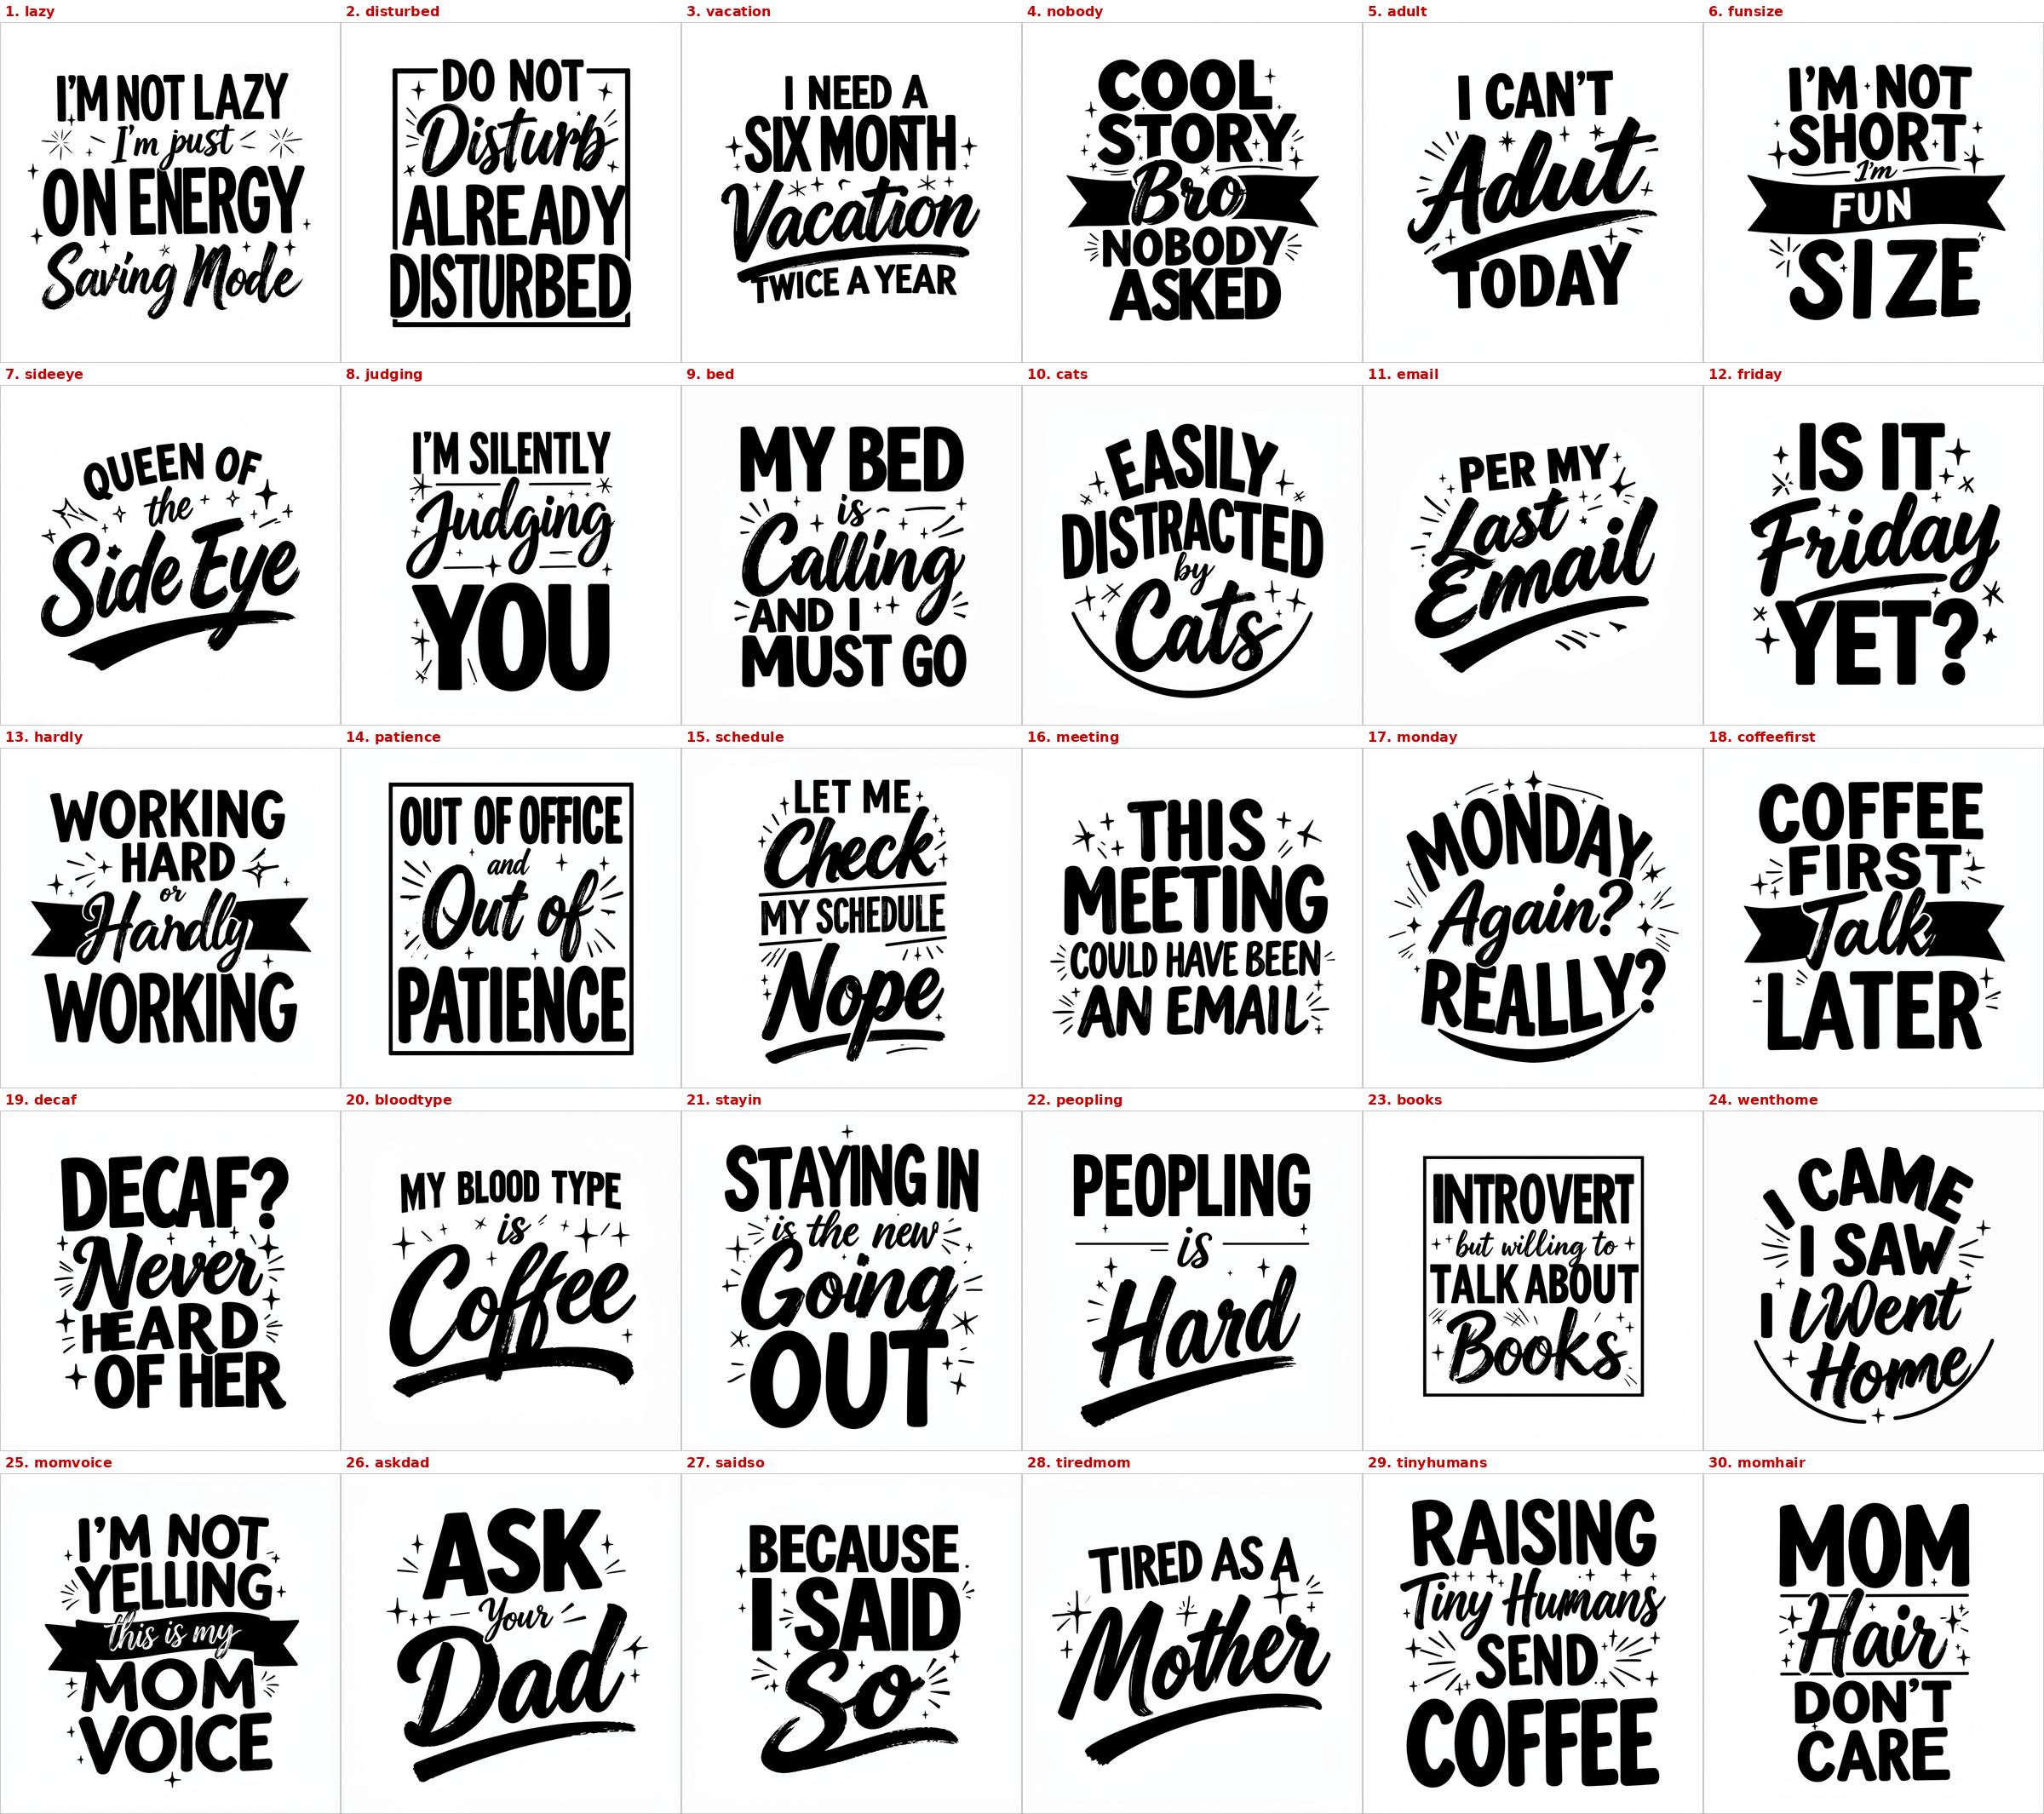 1. lazy
I'M NOT LAZY
I'm pust
ON ENERGY
Saving Mode
2. disturbed
DO NOT
Disturb
ALREADY
DISTURBED
3. vacation
I NEED A
SIX MONTH
Vacation
TWICE A YEAR
4. nobody
COOL
STORY
Bro
NOBODY
ASKED
5. adult
I CAN'T
Adut
TODAY
6. funsize
I'M NOT
SHORT
I'm
FUN
SIZE
7. sideeye
QUEEN OF
the
Side Eye
8. judging
I'M SILENTLY
Judging
YOU
9. bed
MY BED
is
Calling
AND I
MUST GO
10. cats
EASILY
DISTRACTED
by
Cats
11. email
PER MY
Last
Email
12. friday
IS IT
Friday
YET?
13. hardly
WORKING
HARD
or
Hardly
WORKING
14. patience
OUT OF OFFICE
and
Out of
PATIENCE
15. schedule
LET ME
Check
MY SCHEDULE
Nope
16. meeting
THIS
MEETING
COULD HAVE BEEN
AN EMAIL
17. monday
MONDAY
Again?
REALLY?
18. coffeefirst
COFFEE
FIRST
Talk
LATER
19. decaf
DECAF?
Never
HEARD
OF HER
20. bloodtype
MY BLOOD TYPE
is
Coffee
21. stayin
STAYING IN
is the new
Going
OUT
22. peopling
PEOPLING
is
Hard
23. books
INTROVERT
but willing to
TALK ABOUT
Books
24. wenthome
I CAME
I SAW
I Went
Home
25. momvoice
I'M NOT
YELLING
this is my
MOM
VOICE
26. askdad
ASK
Your
Dad
27. saidso
BECAUSE
I SAID
So
28. tiredmom
TIRED AS A
Mother
29. tinyhumans
RAISING
Tiny Humans
SEND
COFFEE
30. momhair
MOM
Hair
DON'T
CARE